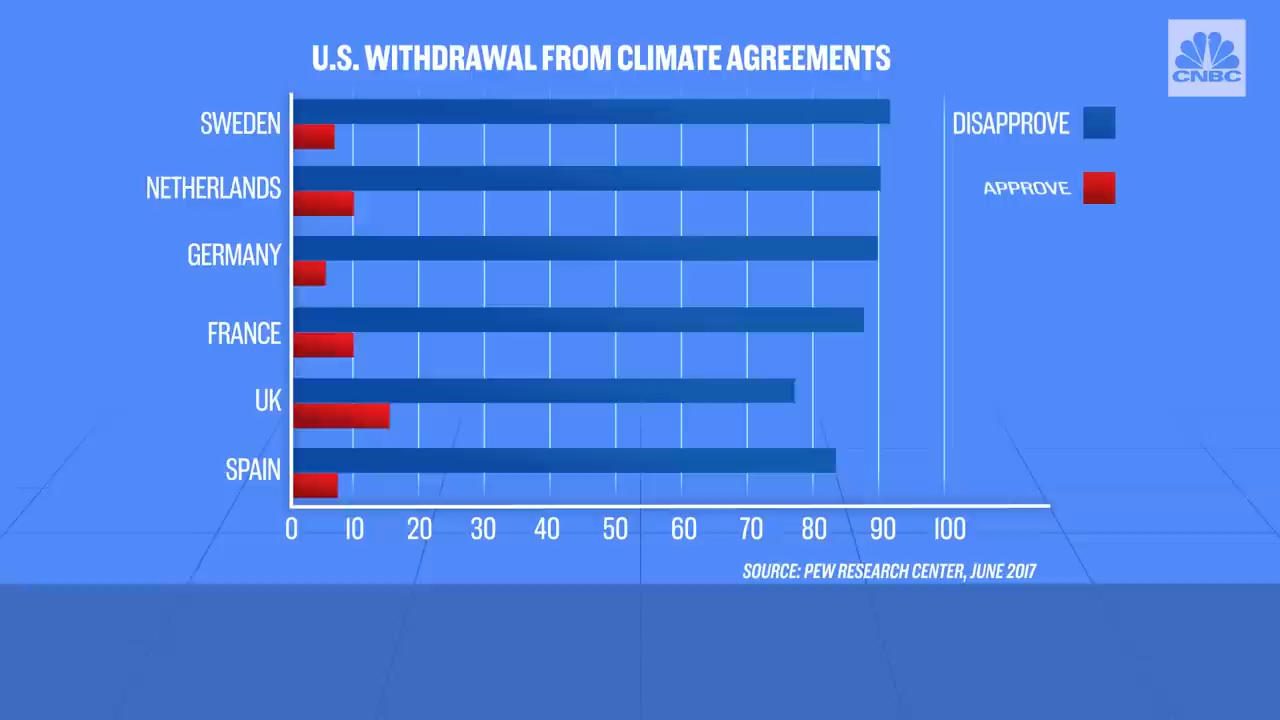 U.S. WITHDRAWAL FROM CLIMATE AGREEMENTS
CNBC
SWEDEN
DISAPPROVE
NETHERLANDS
APPROVE
GERMANY
FRANCE
UK
SPAIN
0 10 20 30 40 50 60 70 80 90 100
SOURCE: PEW RESEARCH CENTER, JUNE 2017